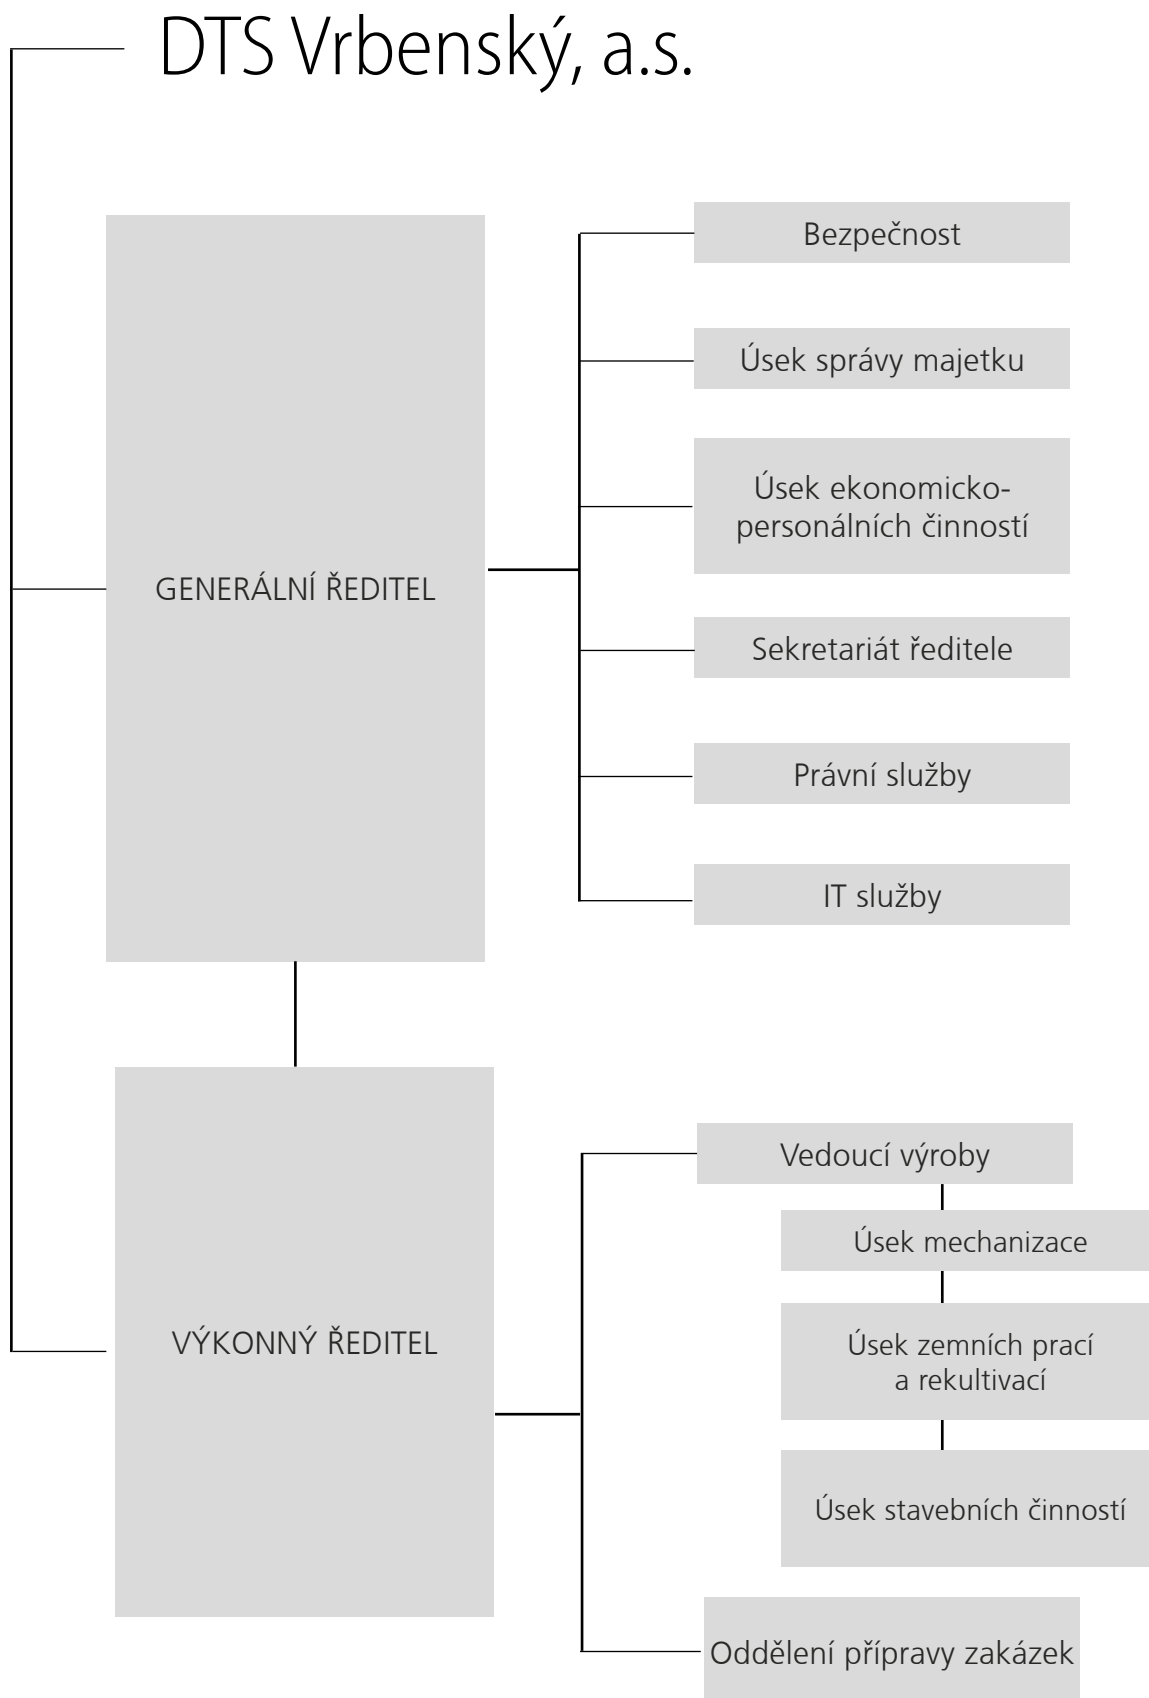 DTS Vrbenský, a.s.
GENERÁLNÍ ŘEDITEL
Bezpečnost
Úsek správy majetku
Úsek ekonomicko-
personálních činností
Sekretariát ředitele
Právní služby
IT služby
VÝKONNÝ ŘEDITEL
Vedoucí výroby
Úsek mechanizace
Úsek zemních prací
a rekultivací
Úsek stavebních činností
Oddělení přípravy zakázek